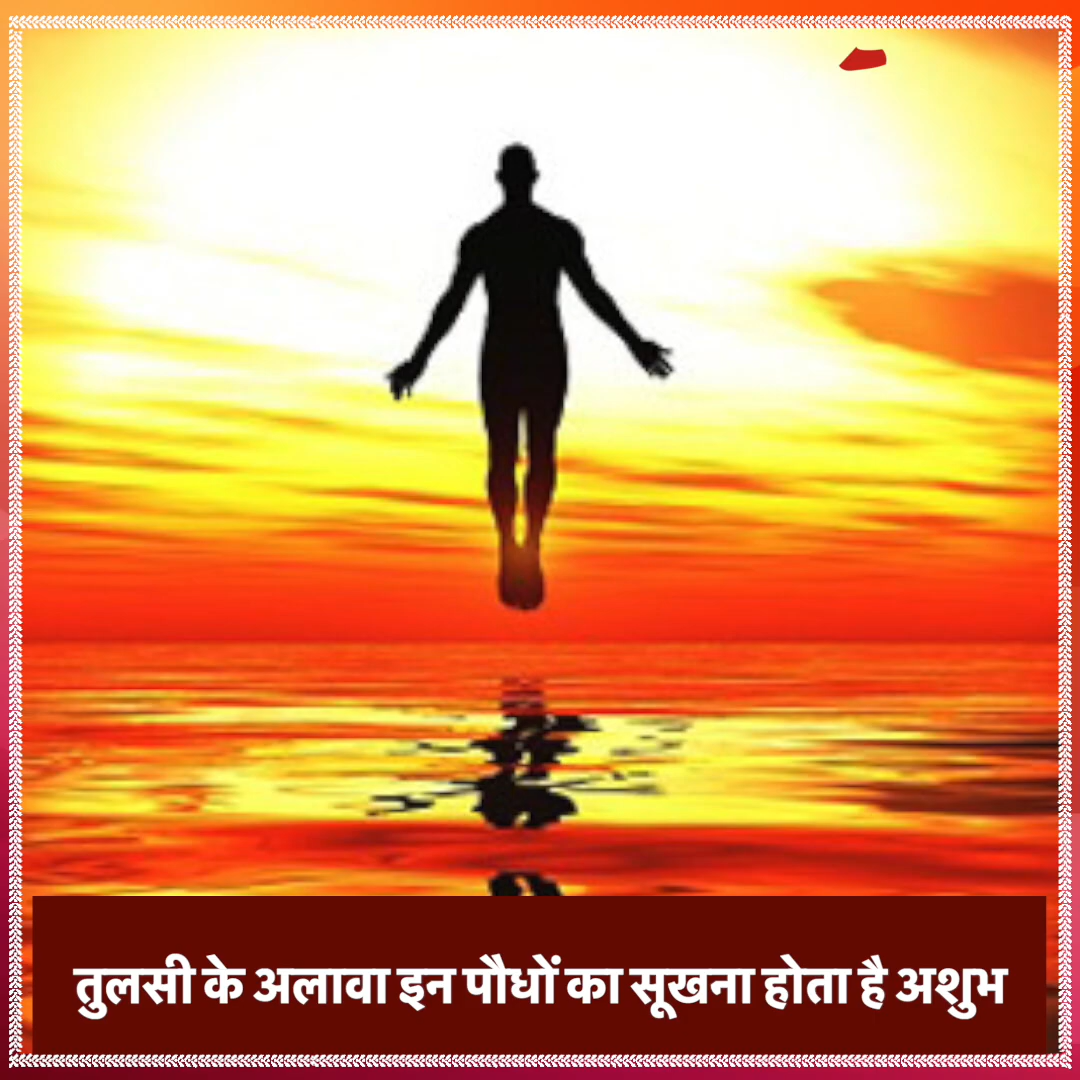 तुलसी के अलावा इन पौधों का सूखना होता है अशुभ